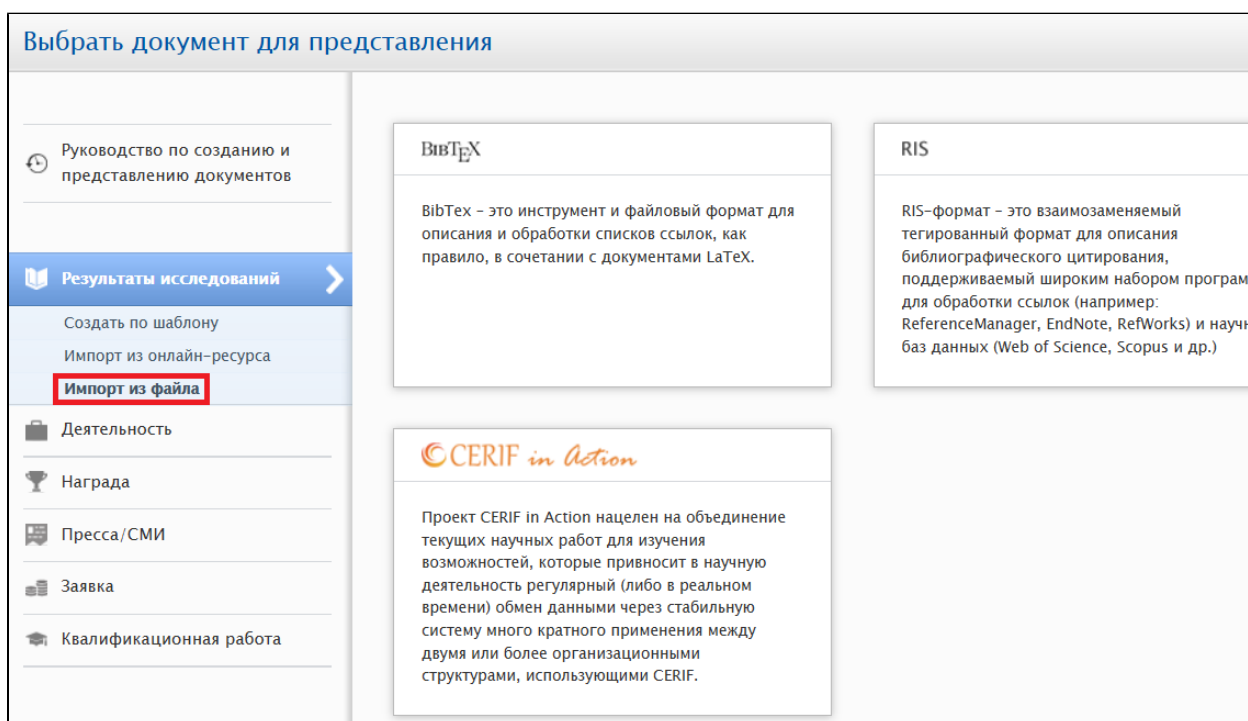 Выбрать документ для представления
Руководство по созданию и
представлению документов
Результаты исследований
Создать по шаблону
Импорт из онлайн-ресурса
Импорт из файла
Деятельность
Награда
Пресса/СМИ
Заявка
Квалификационная работа
BIBTEX
BibTex – это инструмент и файловый формат для
описания и обработки списков ссылок, как
правило, в сочетании с документами LaTeX.
RIS
RIS-формат – это взаимозаменяемый
тегированный формат для описания
библиографического цитирования,
поддерживаемый широким набором програм
для обработки ссылок (например:
ReferenceManager, EndNote, RefWorks) и науч
баз данных (Web of Science, Scopus и др.)
CERIF in Action
Проект CERIF in Action нацелен на объединение
текущих научных работ для изучения
возможностей, которые привносит в научную
деятельность регулярный (либо в реальном
времени) обмен данными через стабильную
систему много кратного применения между
двумя или более организационными
структурами, использующими CERIF.